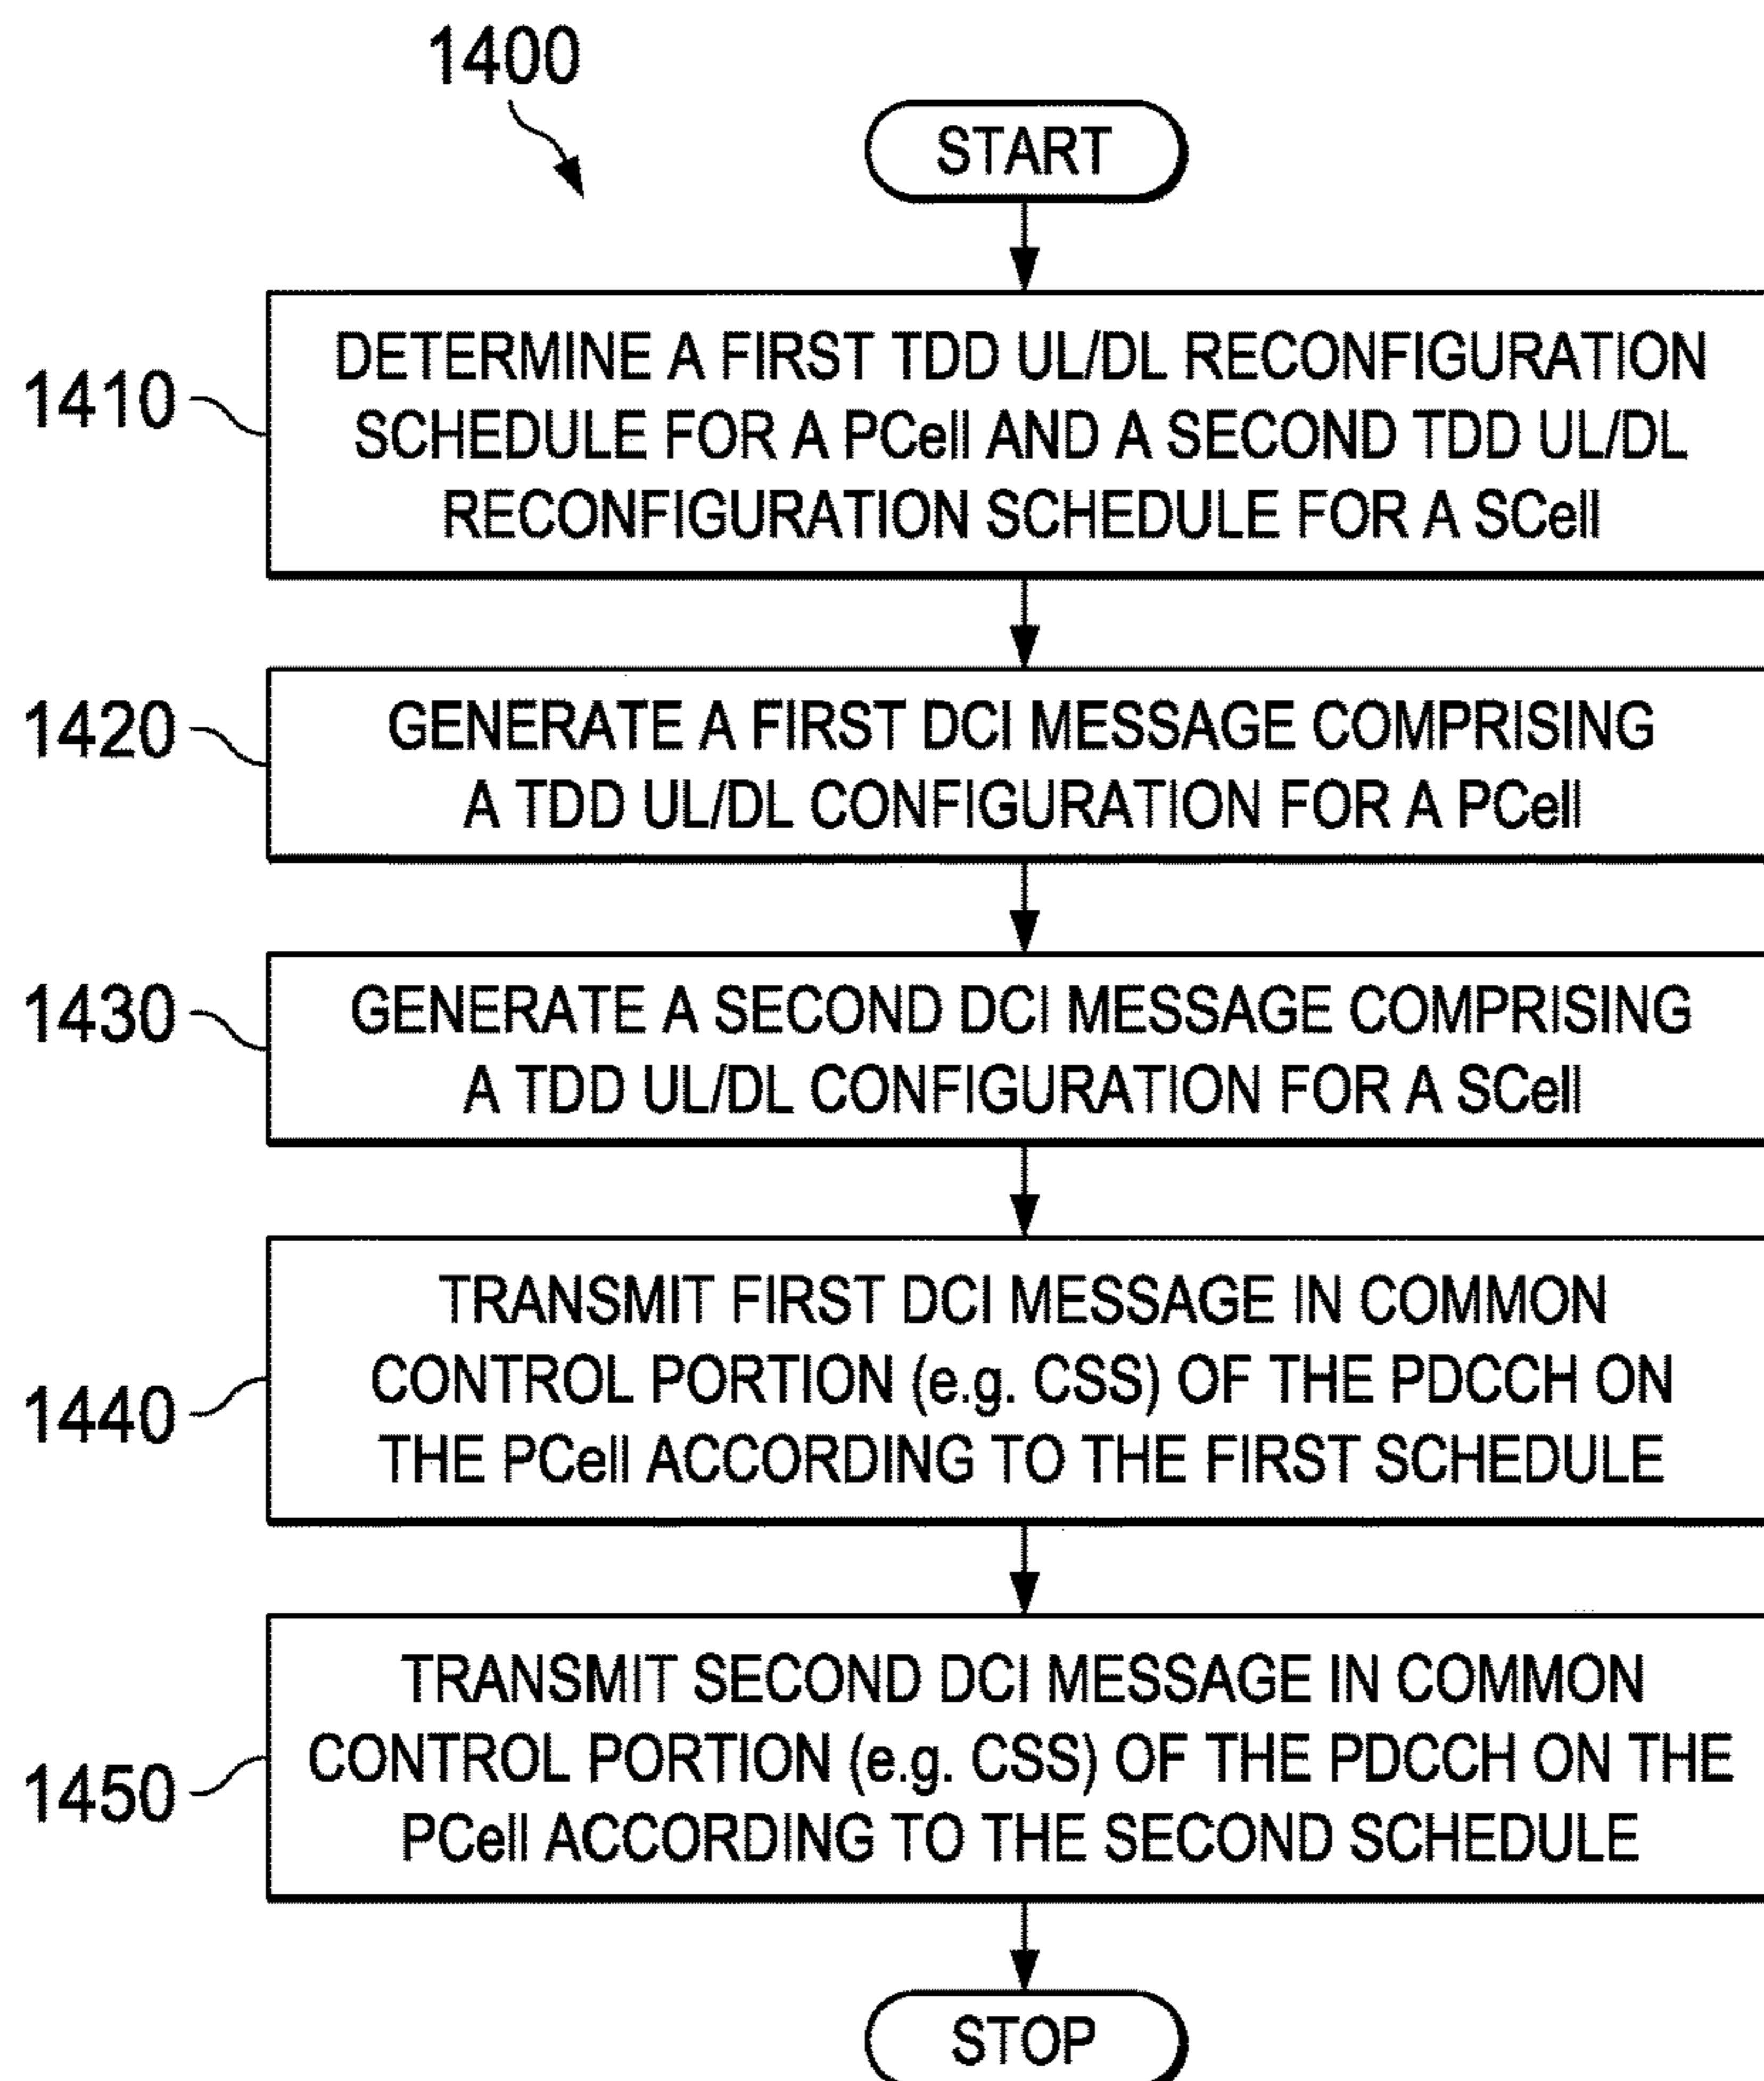 1400
START
1410
DETERMINE A FIRST TDD UL/DL RECONFIGURATION
SCHEDULE FOR A PCell AND A SECOND TDD UL/DL
RECONFIGURATION SCHEDULE FOR A SCell
1420
GENERATE A FIRST DCI MESSAGE COMPRISING
A TDD UL/DL CONFIGURATION FOR A PCell
1430
GENERATE A SECOND DCI MESSAGE COMPRISING
A TDD UL/DL CONFIGURATION FOR A SCell
1440
TRANSMIT FIRST DCI MESSAGE IN COMMON
CONTROL PORTION (e.g. CSS) OF THE PDCCH ON
THE PCell ACCORDING TO THE FIRST SCHEDULE
1450
TRANSMIT SECOND DCI MESSAGE IN COMMON
CONTROL PORTION (e.g. CSS) OF THE PDCCH ON THE
PCell ACCORDING TO THE SECOND SCHEDULE
STOP